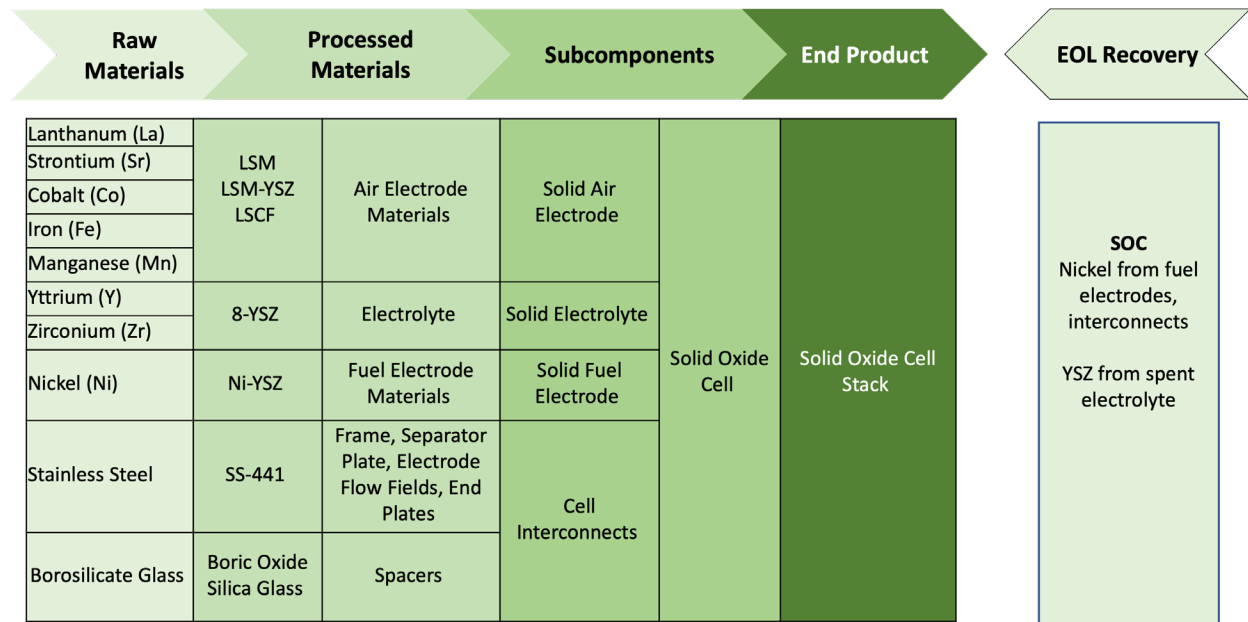 Raw
Materials
Processed
Materials
Subcomponents
End Product
EOL Recovery
Lanthanum (La)
Strontium (Sr)
Cobalt (Co)
Iron (Fe)
Manganese (Mn)
LSM
LSM-YSZ
LSCF
Air Electrode
Materials
Solid Air
Electrode
Yttrium (Y)
Zirconium (Zr)
8-YSZ
Electrolyte
Solid Electrolyte
Nickel (Ni)
Ni-YSZ
Fuel Electrode
Materials
Solid Fuel
Electrode
Stainless Steel
SS-441
Frame, Separator
Plate, Electrode
Flow Fields, End
Plates
Cell
Interconnects
Borosilicate Glass
Boric Oxide
Silica Glass
Spacers
Solid Oxide
Cell
Solid Oxide Cell
Stack
SOC
Nickel from fuel
electrodes,
interconnects
YSZ from spent
electrolyte